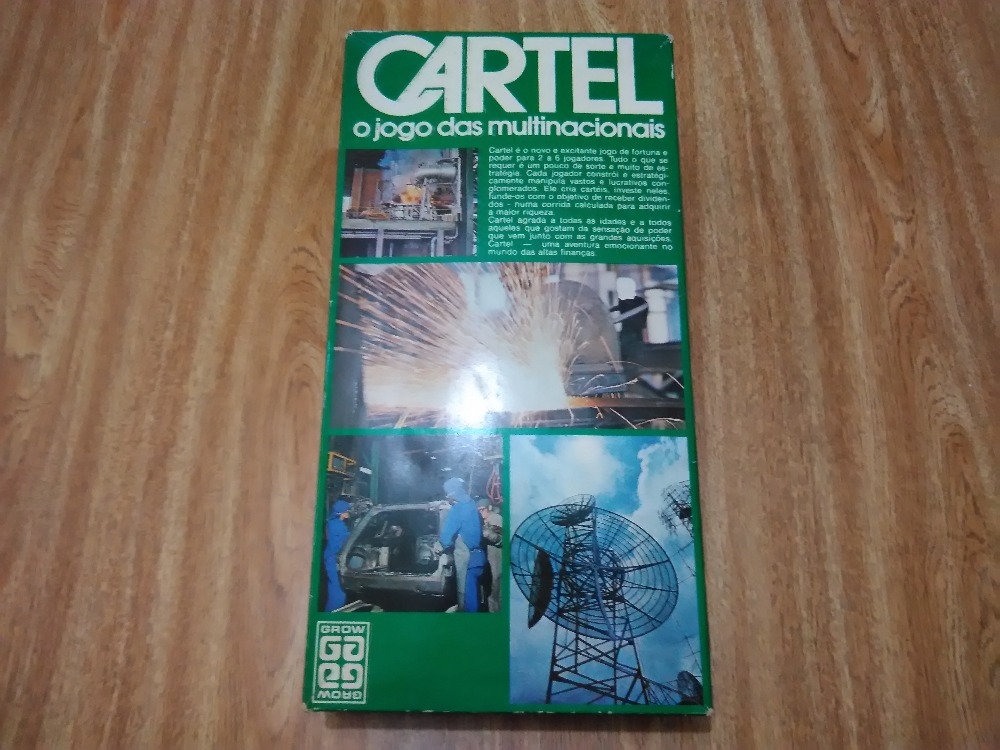 CARTEL
o jogo das multinacionais
Cartel é o novo e excitante jogo de fortuna e
poder para 2 a 6 jogadores. Tudo o que se
requer é um pouco de sorte e muito de es-
tratégia. Cada jogador constrói e estrategi-
camente manipula vastos e lucrativos con-
glomerados. Ele cria cartéis, investe neles,
funde-os com o objetivo de receber dividen-
dos - numa corrida calculada para adquirir
a maior riqueza.
Cartel agrada a todas as idades e a todos
aqueles que gostam da sensação de poder
que vem junto com as grandes aquisições.
Cartel — uma aventura emocionante no
mundo das altas finanças.
GROW
GROW